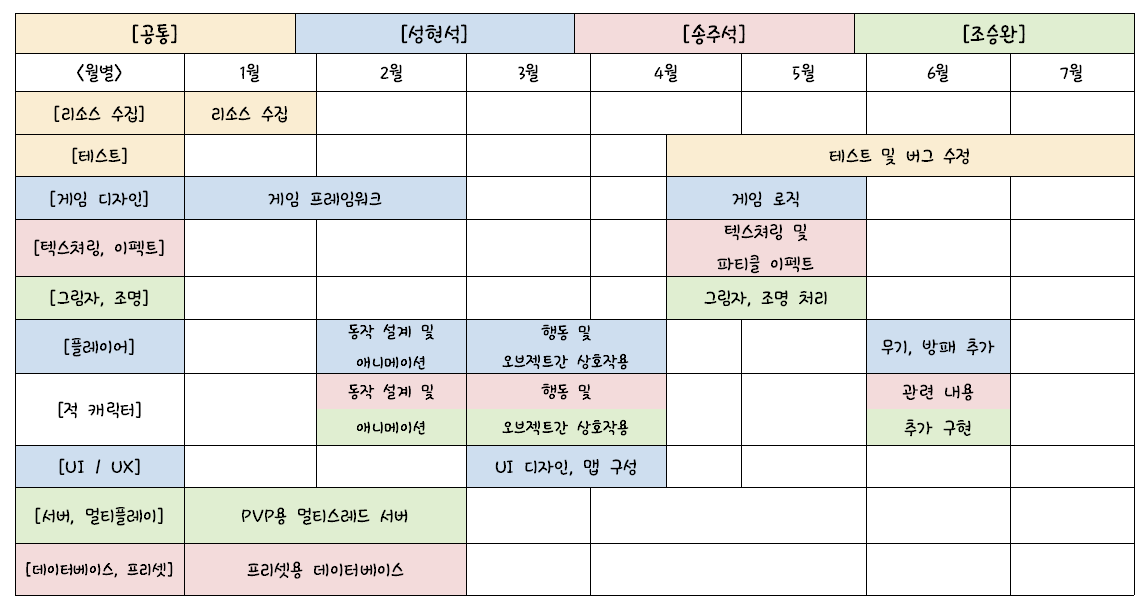 [공통] [성현석] [송주석] [조승완]
<월별> 1월 2월 3월 4월 5월 6월 7월
[리소스 수집] 리소스 수집
[테스트] 테스트 및 버그 수정
[게임 디자인] 게임 프레임워크 게임 로직
[텍스쳐링, 이펙트] 텍스쳐링 및
파티클 이펙트
[그림자, 조명] 그림자, 조명 처리
[플레이어] 동작 설계 및 행동 및 무기, 방패 추가
애니메이션 오브젝트간 상호작용
[적 캐릭터] 동작 설계 및 행동 및 관련 내용
애니메이션 오브젝트간 상호작용 추가 구현
[UI / UX] UI 디자인, 맵 구성
[서버, 멀티플레이] PVP용 멀티스레드 서버
[데이터베이스, 프리셋] 프리셋용 데이터베이스